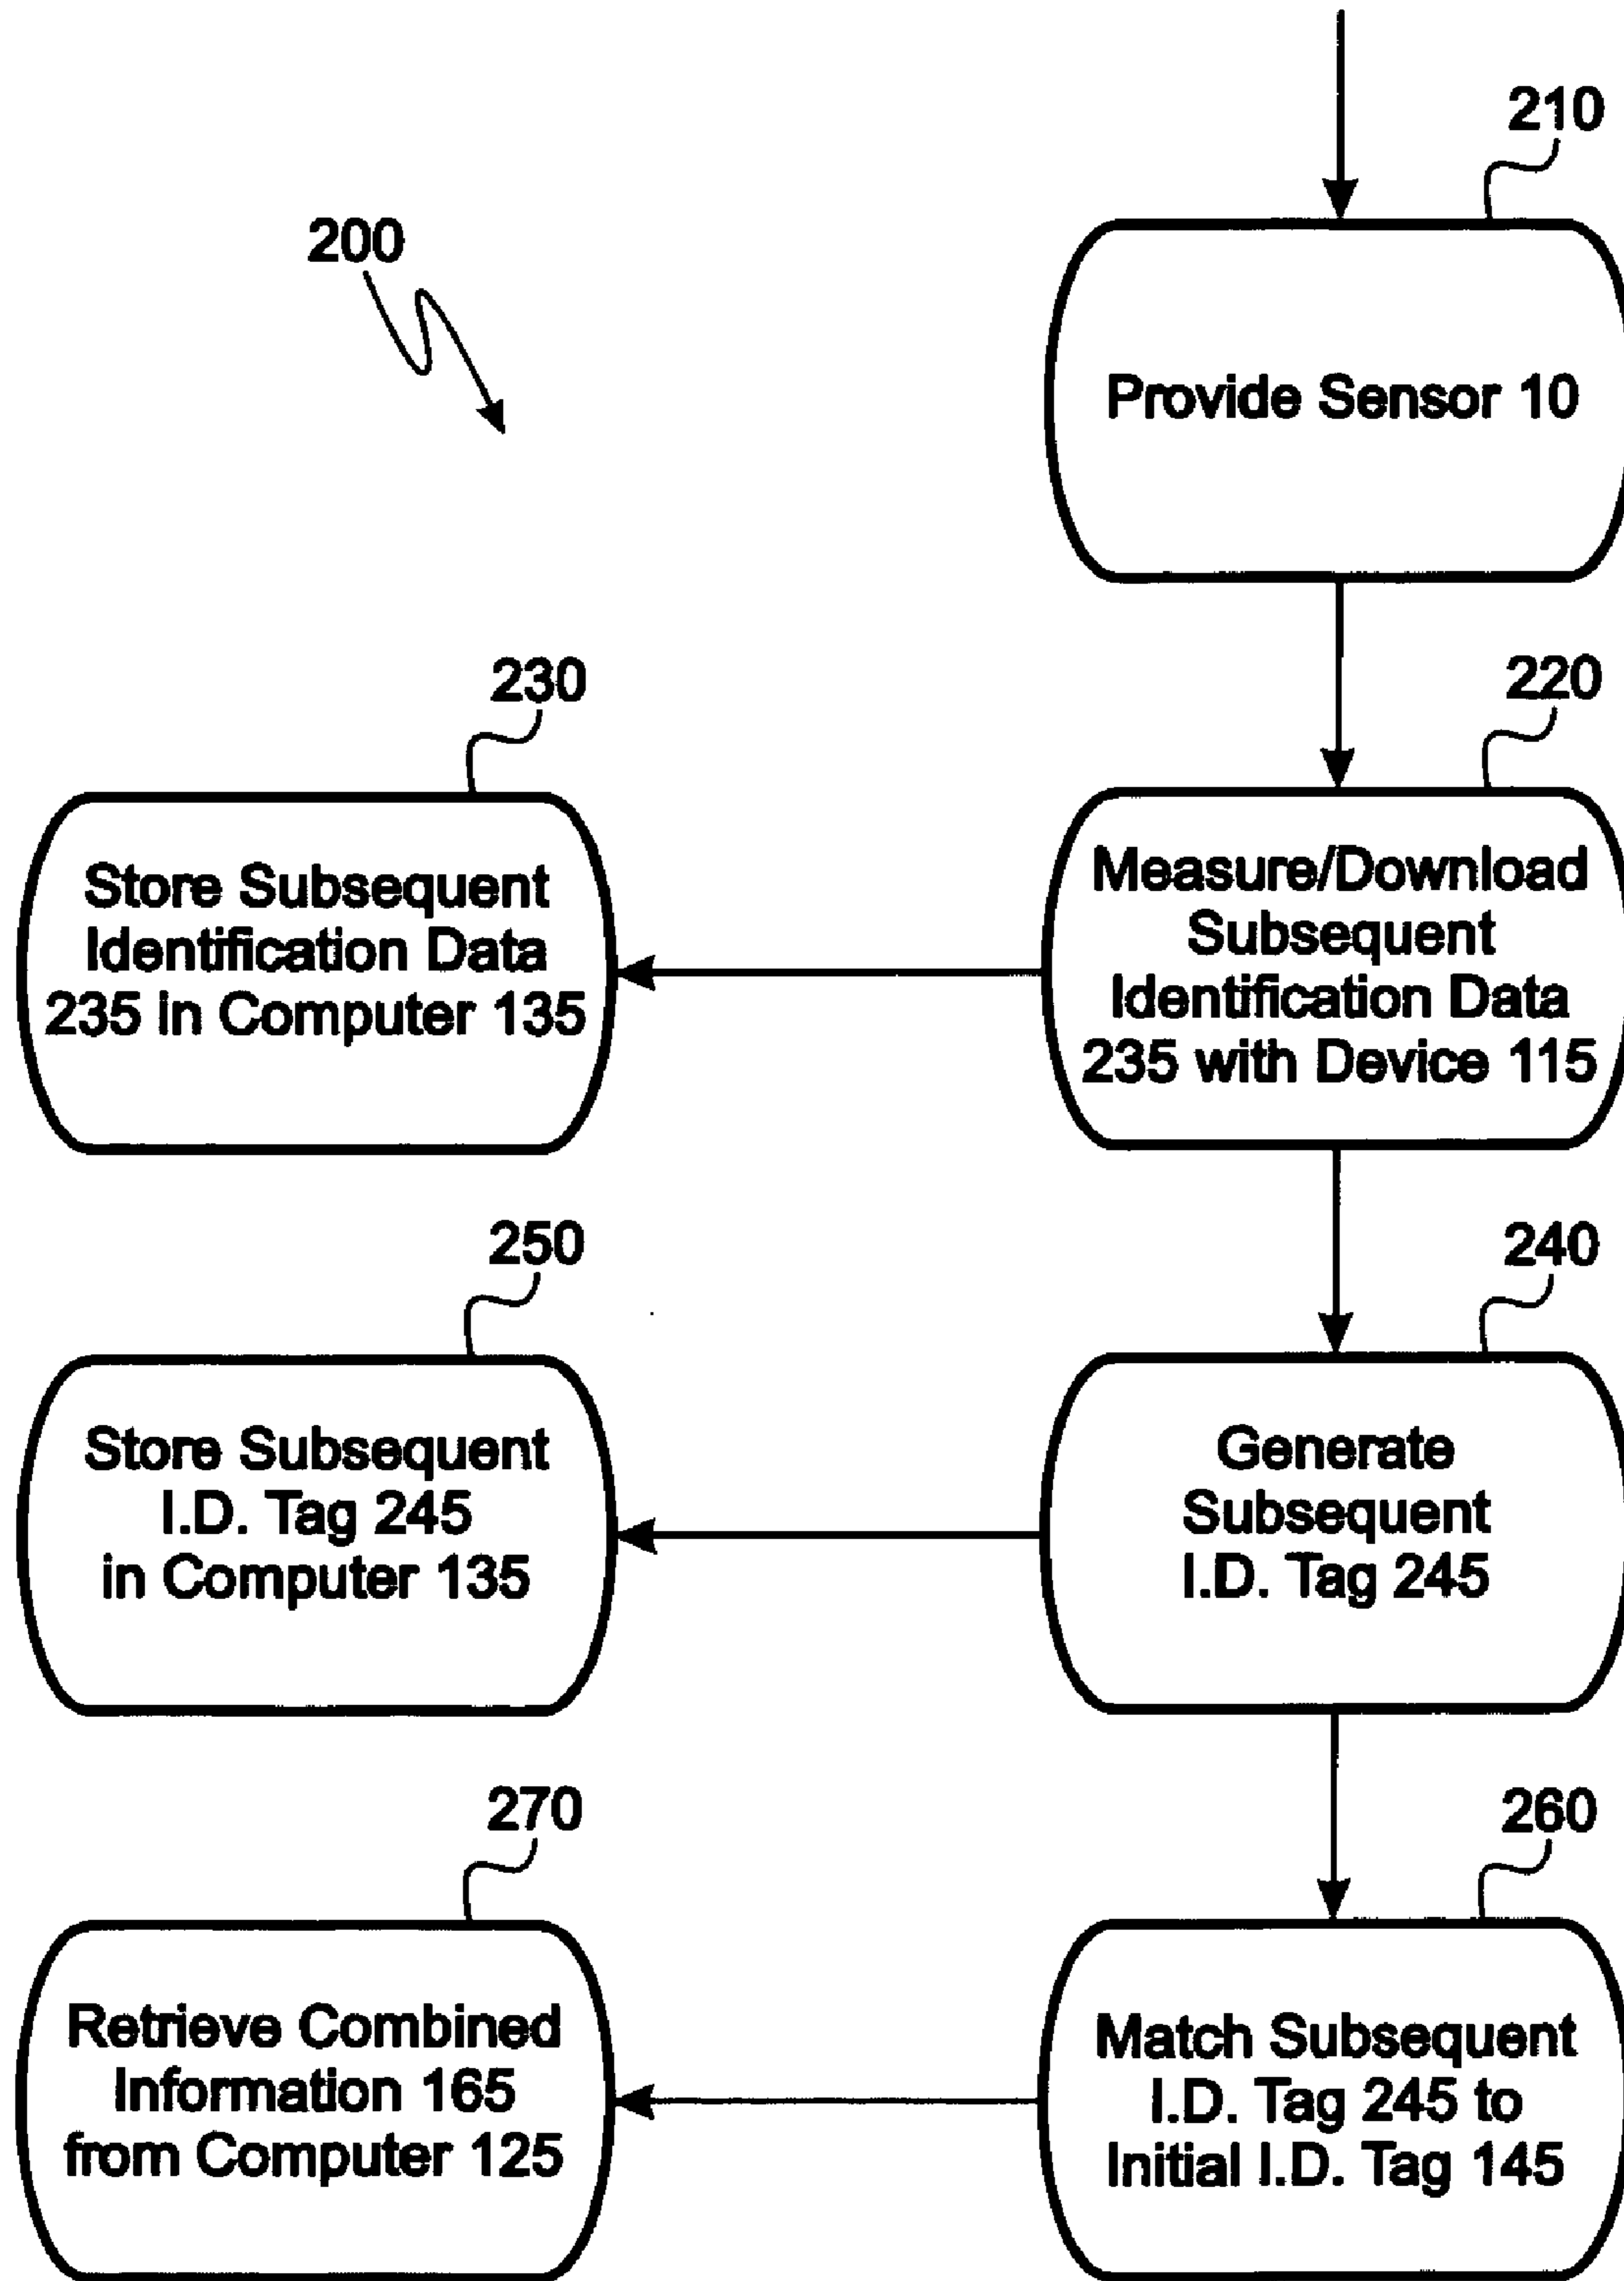 210
200
Provide Sensor 10
230
220
Store Subsequent
Identification Data
235 in Computer 135
Measure/Download
Subsequent
Identification Data
235 with Device 115
250
240
Store Subsequent
I.D. Tag 245
in Computer 135
Generate
Subsequent
I.D. Tag 245
270
260
Retrieve Combined
Information 165
from Computer 125
Match Subsequent
I.D. Tag 245 to
Initial I.D. Tag 145